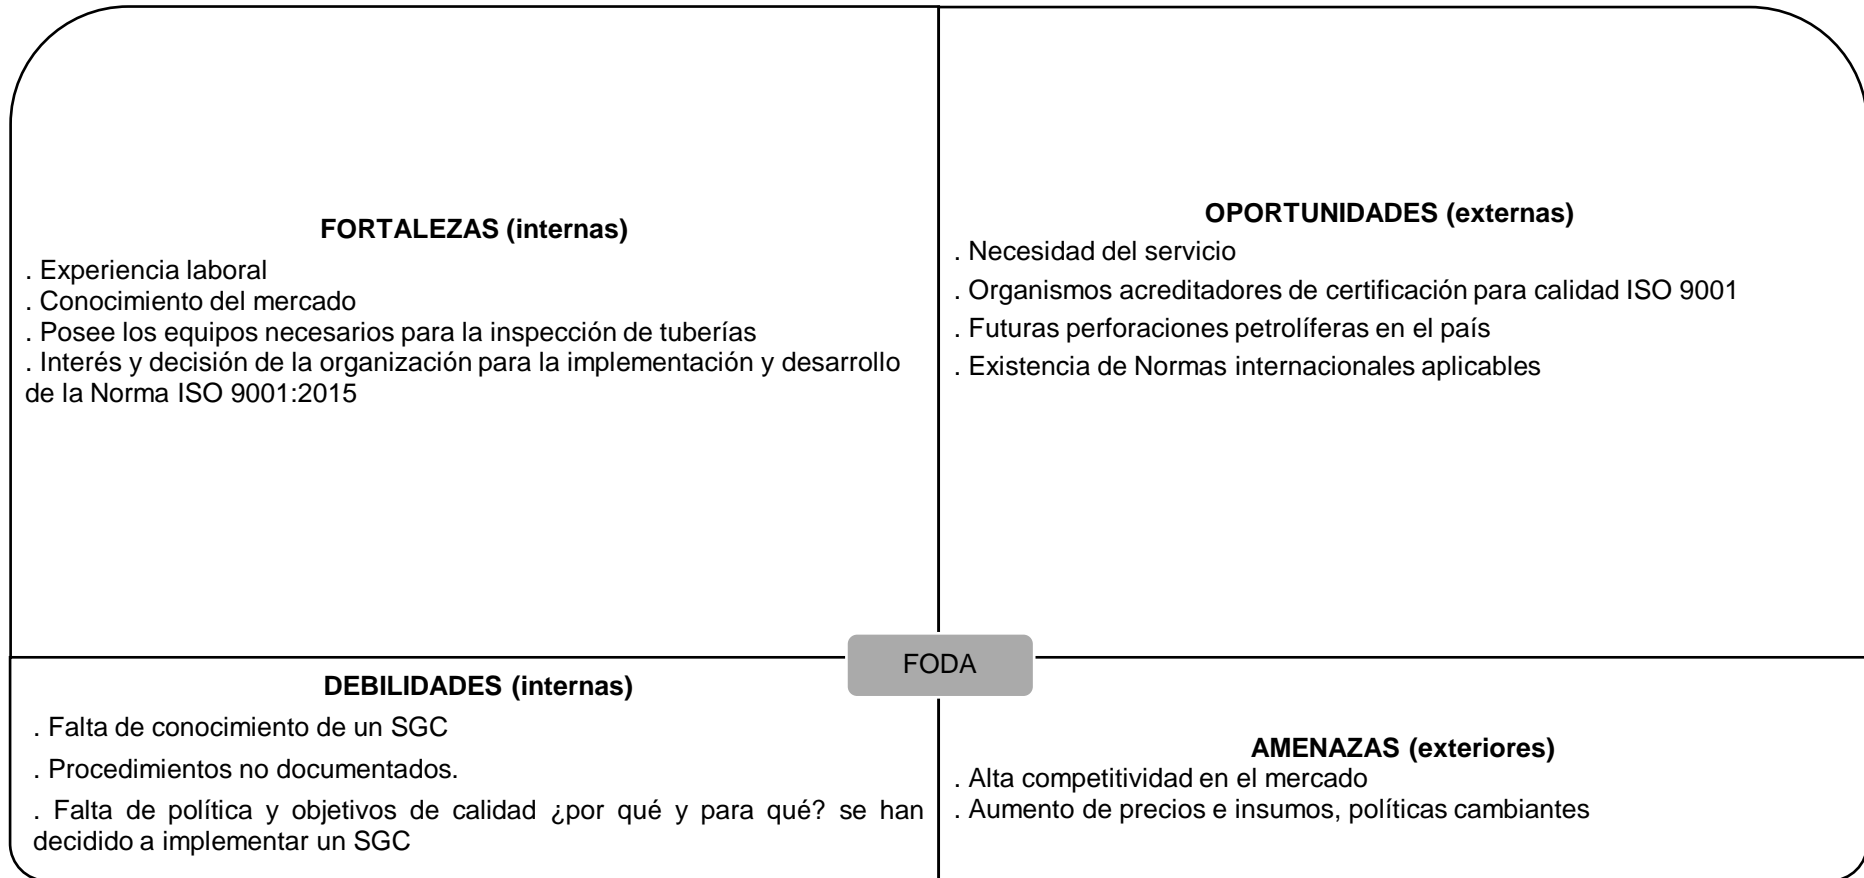 FORTALEZAS (internas)
. Experiencia laboral
. Conocimiento del mercado
. Posee los equipos necesarios para la inspección de tuberías
. Interés y decisión de la organización para la implementación y desarrollo
de la Norma ISO 9001:2015
OPORTUNIDADES (externas)
. Necesidad del servicio
. Organismos acreditadores de certificación para calidad ISO 9001
. Futuras perforaciones petrolíferas en el país
. Existencia de Normas internacionales aplicables
FODA
DEBILIDADES (internas)
. Falta de conocimiento de un SGC
. Procedimientos no documentados.
. Falta de política y objetivos de calidad ¿por qué y para qué? se han
decidido a implementar un SGC
AMENAZAS (exteriores)
. Alta competitividad en el mercado
. Aumento de precios e insumos, políticas cambiantes